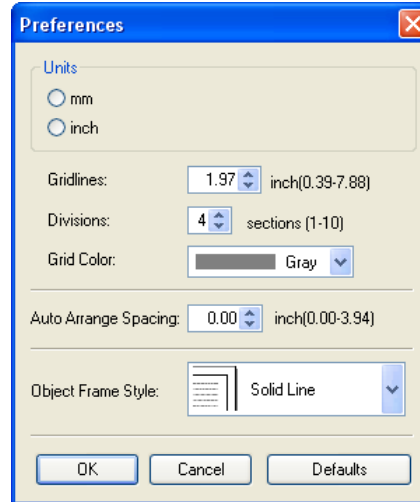 Preferences
Units
mm
inch
Gridlines: 1.97 inch(0.39-7.88)
Divisions: 4 sections (1-10)
Grid Color: Gray
Auto Arrange Spacing: 0.00 inch(0.00-3.94)
Object Frame Style: Solid Line
OK Cancel Defaults